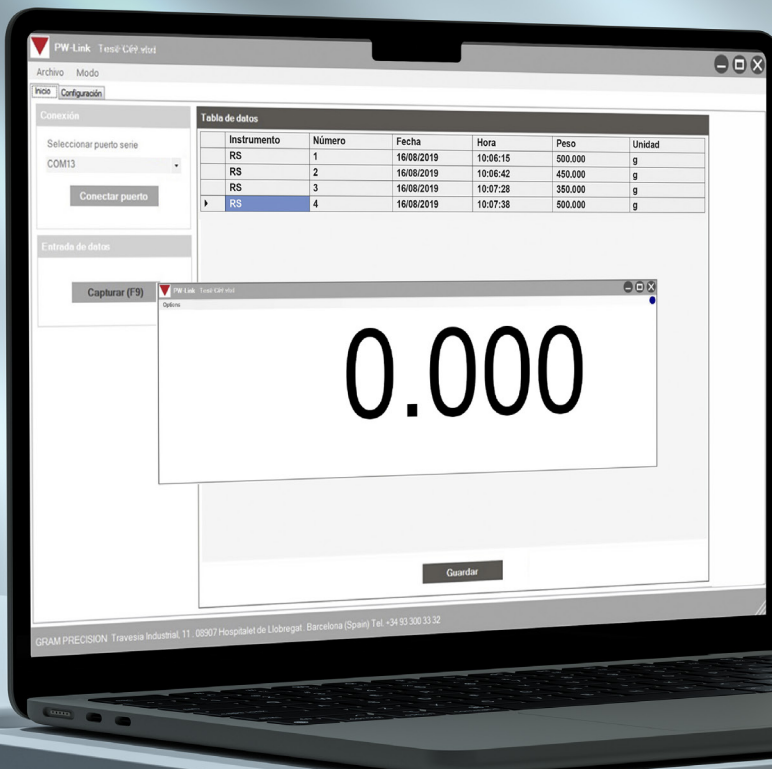 PW-Link
Archivo Modo
Inicio Configuración
Conexión
Seleccionar puerto serie
COM13
Conectar puerto
Entrada de datos
Capturar (F9)
Tabla de datos
Instrumento Número Fecha Hora Peso Unidad
RS 1 16/08/2019 10:06:15 500.000 g
RS 2 16/08/2019 10:06:42 450.000 g
RS 3 16/08/2019 10:07:28 350.000 g
RS 4 16/08/2019 10:07:38 500.000 g
PW-Link
Options
0.000
Guardar
GRAM PRECISION Travesia Industrial, 11 . 08907 Hospitalet de Llobregat . Barcelona (Spain) Tel. +34 93 300 33 32